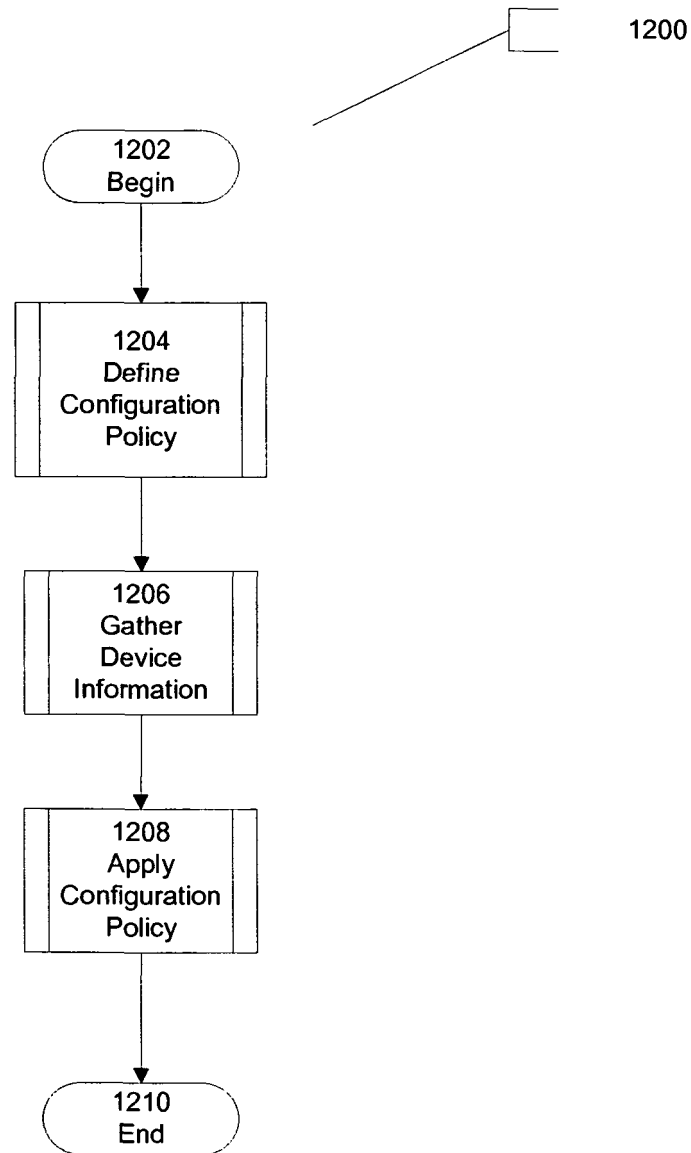 1200
1202
Begin
1204
Define
Configuration
Policy
1206
Gather
Device
Information
1208
Apply
Configuration
Policy
1210
End